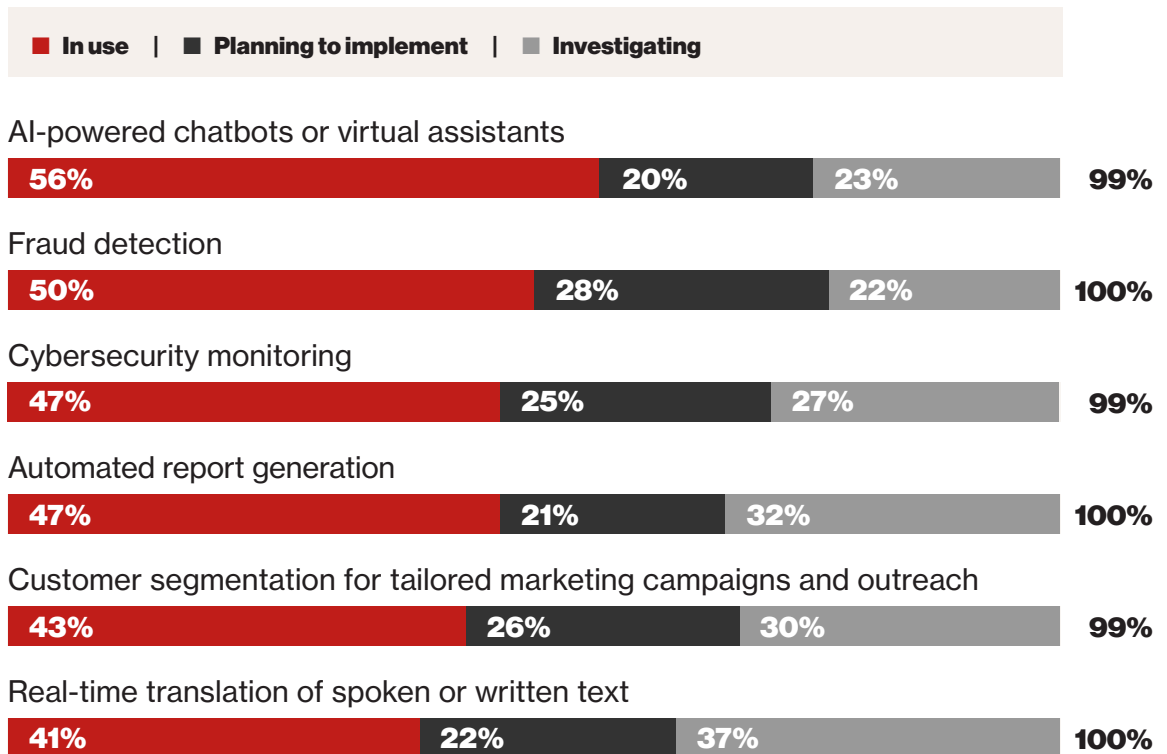 In use | Planning to implement | Investigating
AI-powered chatbots or virtual assistants
56% 20% 23% 99%
Fraud detection
50% 28% 22% 100%
Cybersecurity monitoring
47% 25% 27% 99%
Automated report generation
47% 21% 32% 100%
Customer segmentation for tailored marketing campaigns and outreach
43% 26% 30% 99%
Real-time translation of spoken or written text
41% 22% 37% 100%